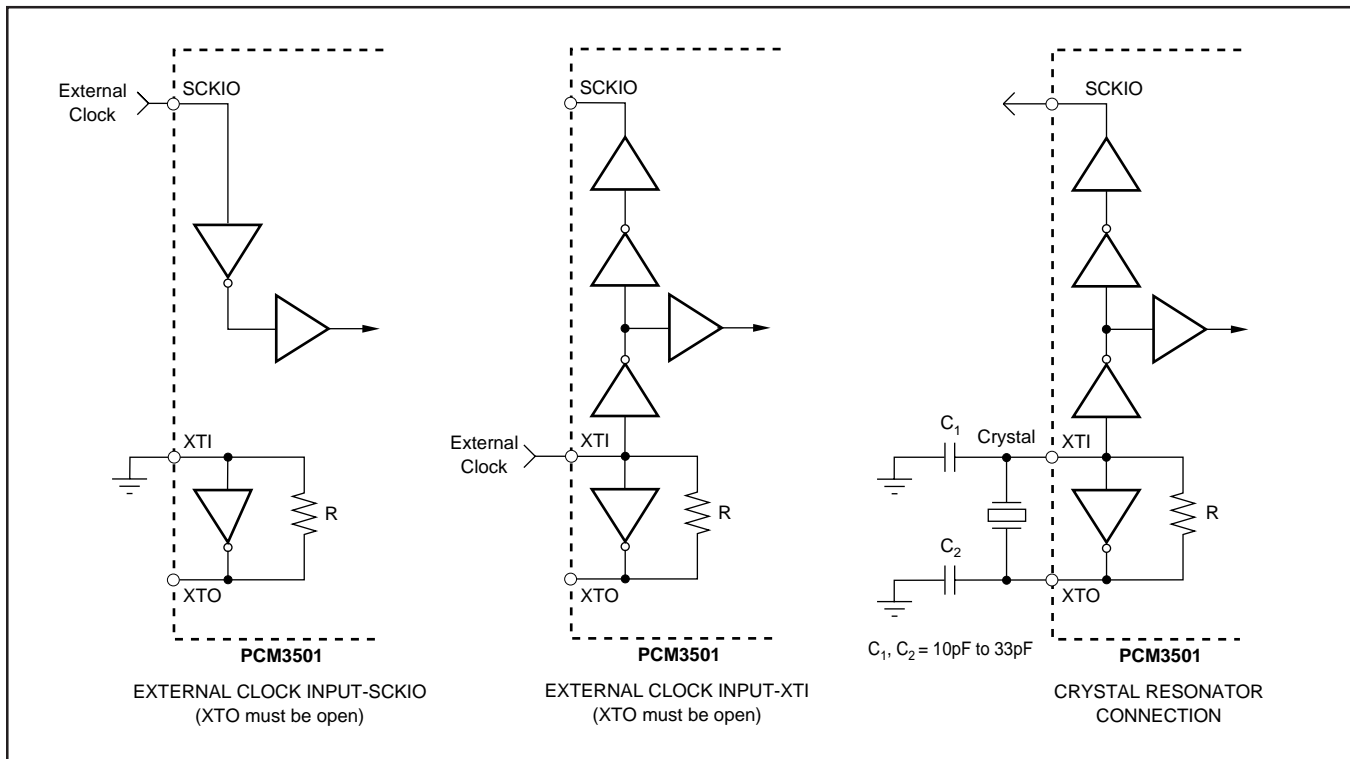 External
Clock
SCKIO
XTI
R
XTO
PCM3501
EXTERNAL CLOCK INPUT-SCKIO
(XTO must be open)
SCKIO
External
Clock
XTI
R
XTO
PCM3501
EXTERNAL CLOCK INPUT-XTI
(XTO must be open)
SCKIO
C1
Crystal
XTI
R
C2
XTO
C1, C2 = 10pF to 33pF
PCM3501
CRYSTAL RESONATOR
CONNECTION